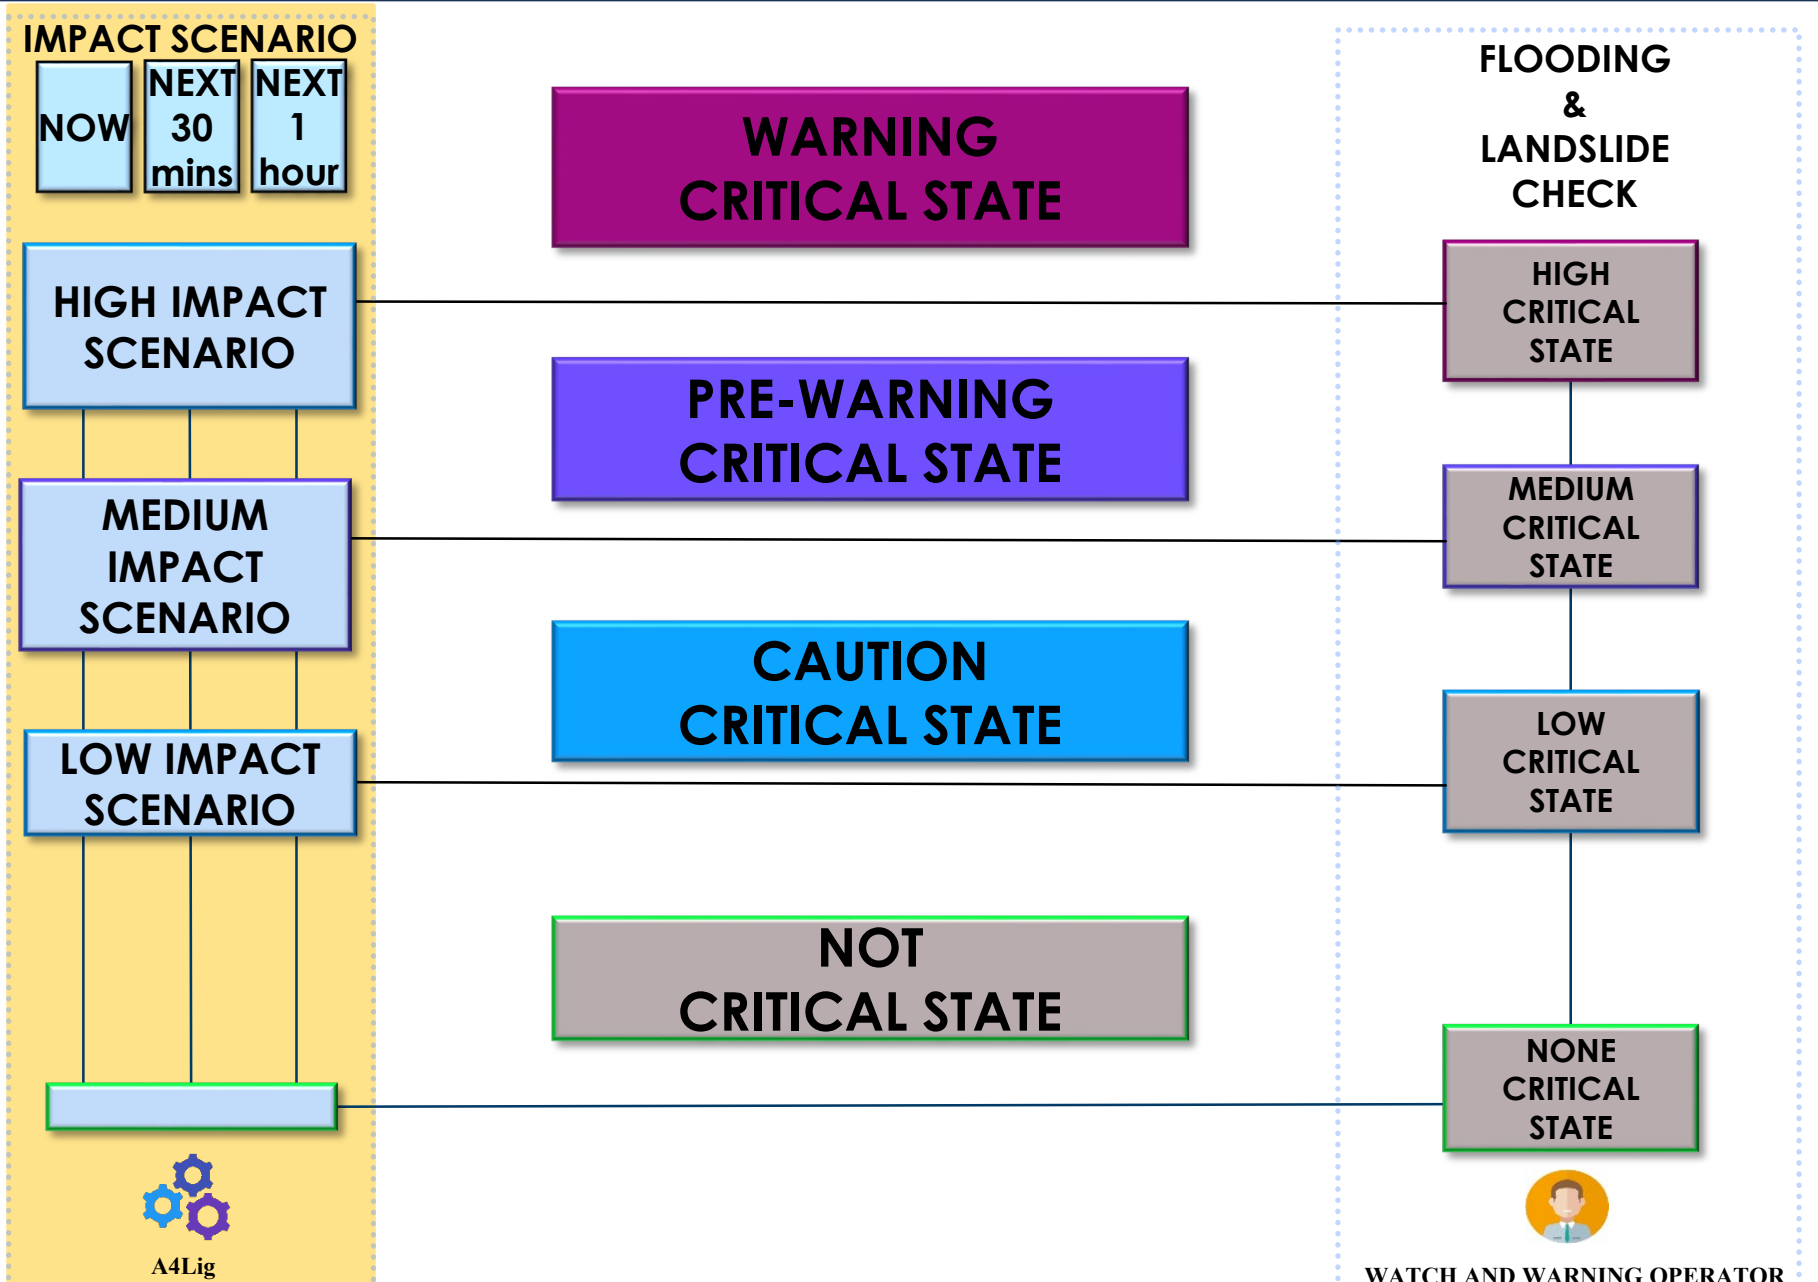 IMPACT SCENARIO
NOW
NEXT
30
mins
NEXT
1
hour
HIGH IMPACT
SCENARIO
MEDIUM
IMPACT
SCENARIO
LOW IMPACT
SCENARIO
A4Lig
WARNING
CRITICAL STATE
PRE-WARNING
CRITICAL STATE
CAUTION
CRITICAL STATE
NOT
CRITICAL STATE
FLOODING
&
LANDSLIDE
CHECK
HIGH
CRITICAL
STATE
MEDIUM
CRITICAL
STATE
LOW
CRITICAL
STATE
NONE
CRITICAL
STATE
WATCH AND WARNING OPERATOR